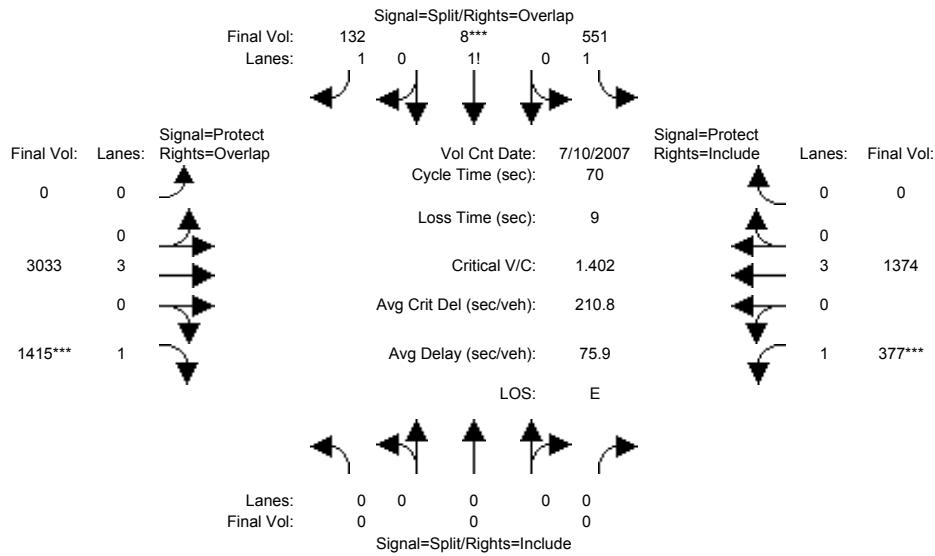 Signal=Split/Rights=Overlap
Final Vol: 132 8*** 551
Lanes: 1 0 1! 0 1
Signal=Protect Signal=Protect
Final Vol: Lanes: Rights=Overlap Vol Cnt Date: 7/10/2007 Rights=Include Lanes: Final Vol:
Cycle Time (sec): 70
0 0 0 0
Loss Time (sec): 9
0 0
3033 3 Critical V/C: 1.402 3 1374
0 Avg Crit Del (sec/veh): 210.8 0
1415*** 1 Avg Delay (sec/veh): 75.9 1 377***
LOS: E
Lanes: 0 0 0 0 0
Final Vol: 0 0 0
Signal=Split/Rights=Include